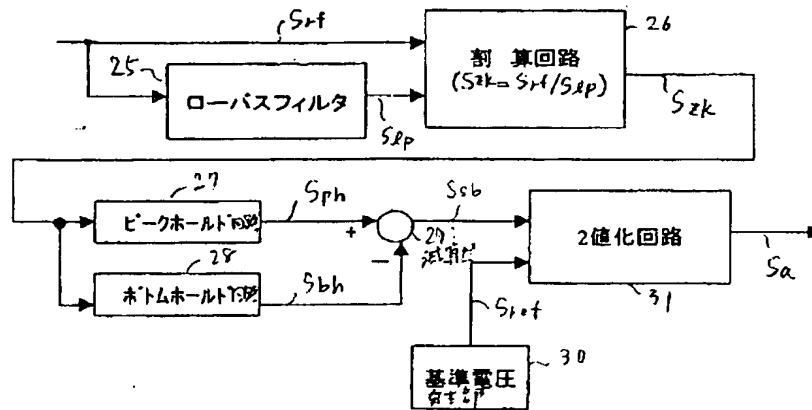 Srf
26
25
割 算回路
(Szk=Srf/Slp)
ローパスフィルタ
Slp
Szk
27
Sph
ピークホールド回路
Ssb
+
29
減算器
2値化回路
28
−
Sa
ボトムホールド回路
Sbh
31
Sref
30
基準電圧
発生部